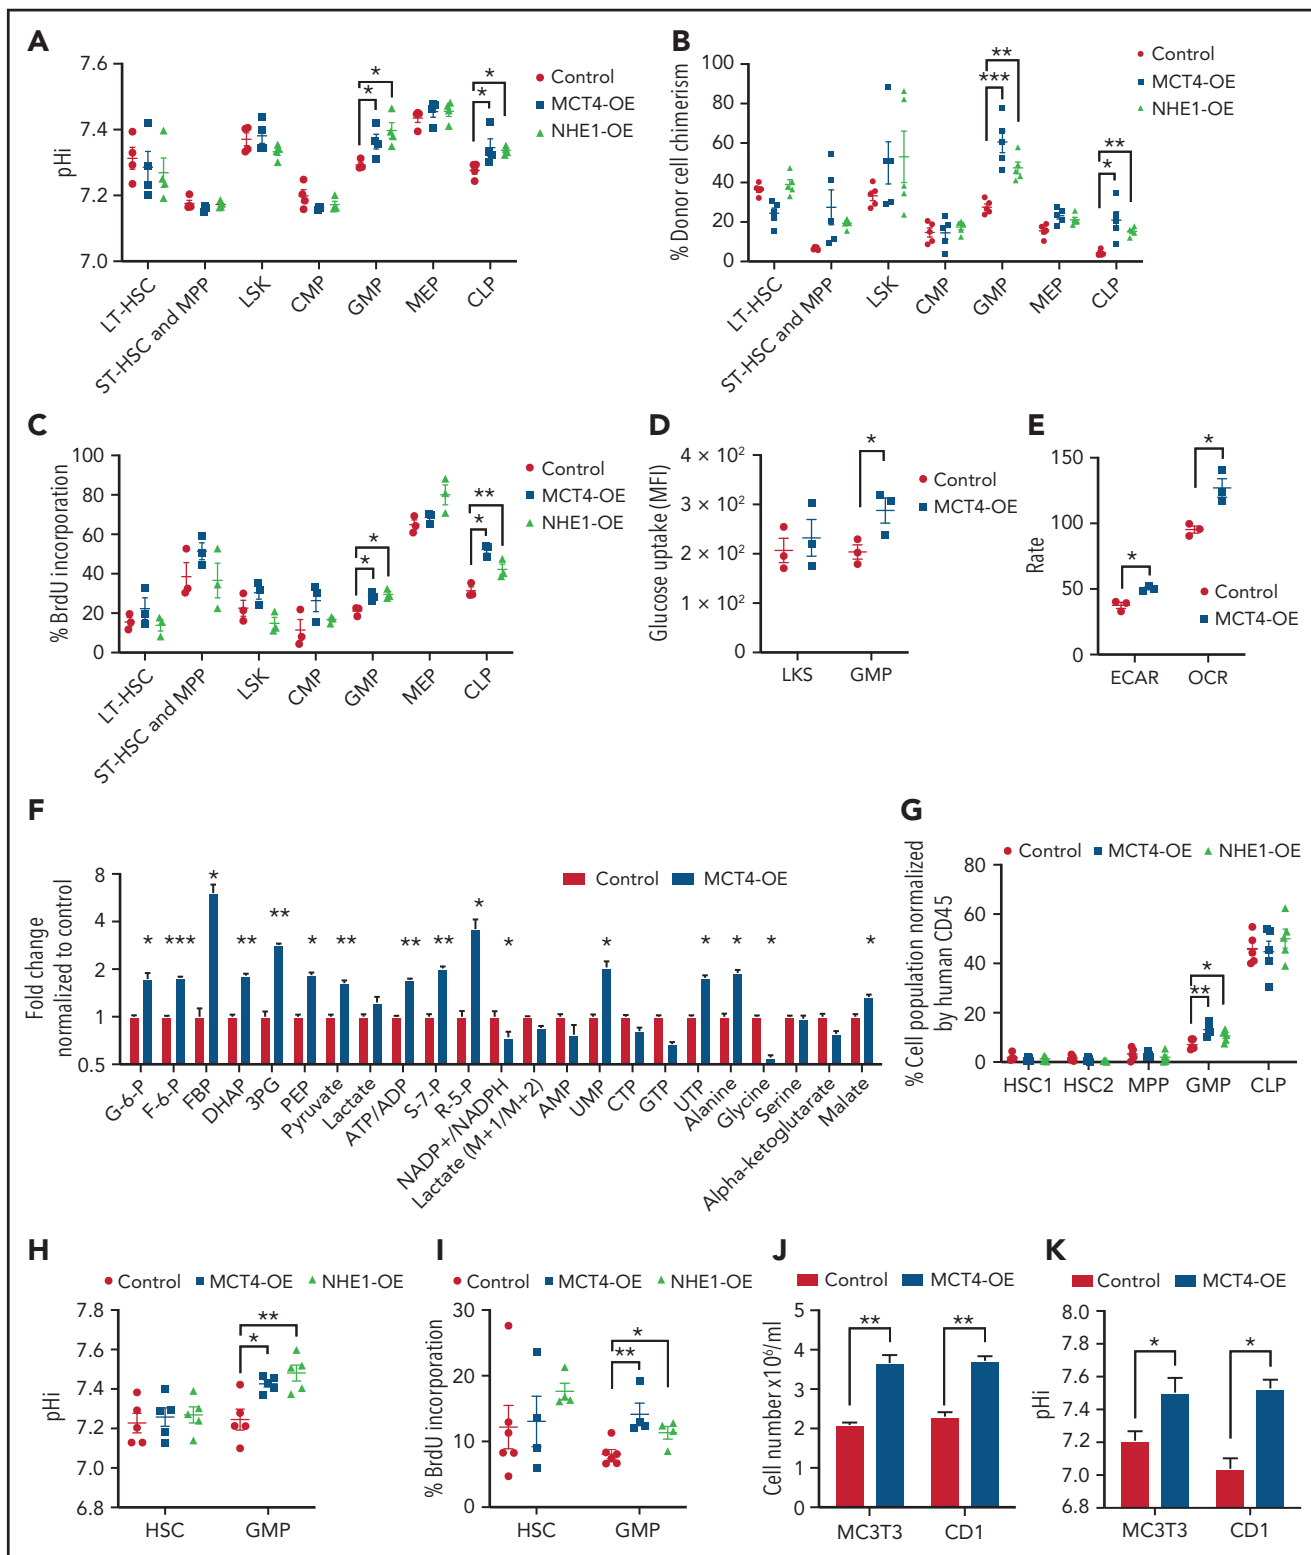 A
pHi
7.6
7.4
7.2
7.0
* * * *
Control
MCT4-OE
NHE1-OE
LT-HSC
ST-HSC and MPP
LSK
CMP
GMP
MEP
CLP
B
% Donor cell chimerism
100
80
60
40
20
0
** *** ** *
Control
MCT4-OE
NHE1-OE
LT-HSC
ST-HSC and MPP
LSK
CMP
GMP
MEP
CLP
C
% BrdU incorporation
100
80
60
40
20
0
* * ** *
Control
MCT4-OE
NHE1-OE
LT-HSC
ST-HSC and MPP
LSK
CMP
GMP
MEP
CLP
D
Glucose uptake (MFI)
4 × 10²
3 × 10²
2 × 10²
1 × 10²
0
*
Control
MCT4-OE
LKS GMP
E
Rate
150
100
50
0
* *
Control
MCT4-OE
ECAR OCR
F
Fold change
normalized to control
8
4
2
1
0.5
Control MCT4-OE
* *** * ** ** * ** ** ** * * * * * * *
G-6-P
F-6-P
FBP
DHAP
3PG
PEP
Pyruvate
Lactate
ATP/ADP
S-7-P
R-5-P
NADP+/NADPH
Lactate (M+1/M+2)
AMP
UMP
CTP
GTP
UTP
Alanine
Glycine
Serine
Alpha-ketoglutarate
Malate
G
Control MCT4-OE NHE1-OE
% Cell population normalized
by human CD45
80
60
40
20
0
* **
HSC1 HSC2 MPP GMP CLP
H
Control MCT4-OE NHE1-OE
pHi
7.8
7.6
7.4
7.2
7.0
6.8
** *
HSC GMP
I
Control MCT4-OE NHE1-OE
% BrdU incorporation
30
20
10
0
* **
HSC GMP
J
Control MCT4-OE
Cell number x10⁶/ml
5
4
3
2
1
0
** **
MC3T3 CD1
K
Control MCT4-OE
pHi
8.0
7.8
7.6
7.4
7.2
7.0
6.8
* *
MC3T3 CD1